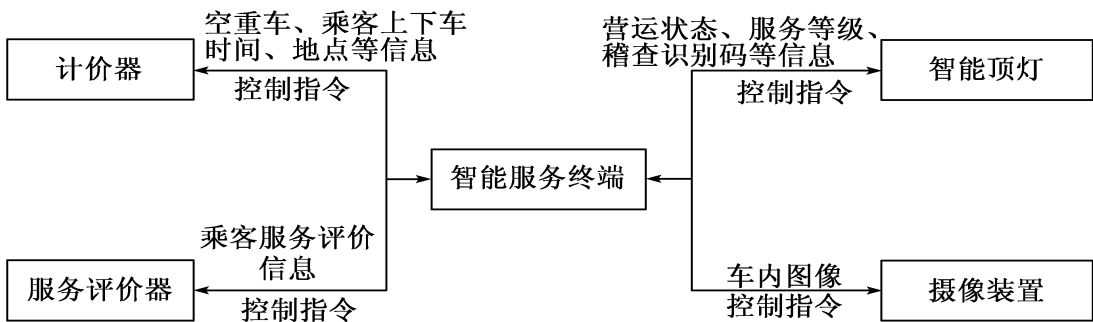 空重车、乘客上下车
时间、地点等信息
计价器
控制指令
营运状态、服务等级、
稽查识别码等信息
智能顶灯
控制指令
智能服务终端
乘客服务评价
信息
服务评价器
控制指令
车内图像
控制指令
摄像装置